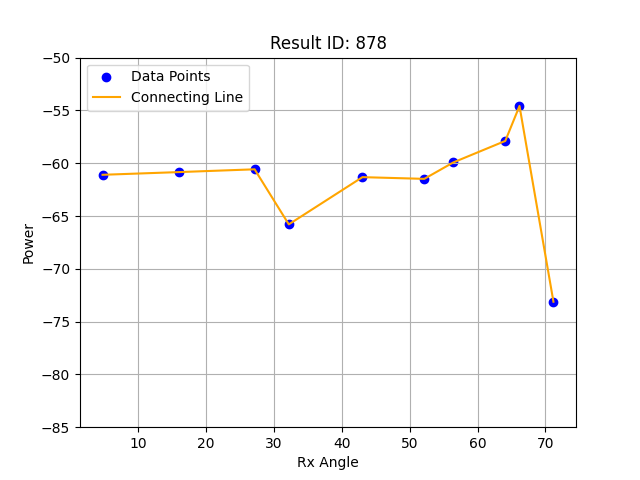 Result ID: 878
Data Points
Connecting Line
Power
−50
−55
−60
−65
−70
−75
−80
−85
10 20 30 40 50 60 70
Rx Angle